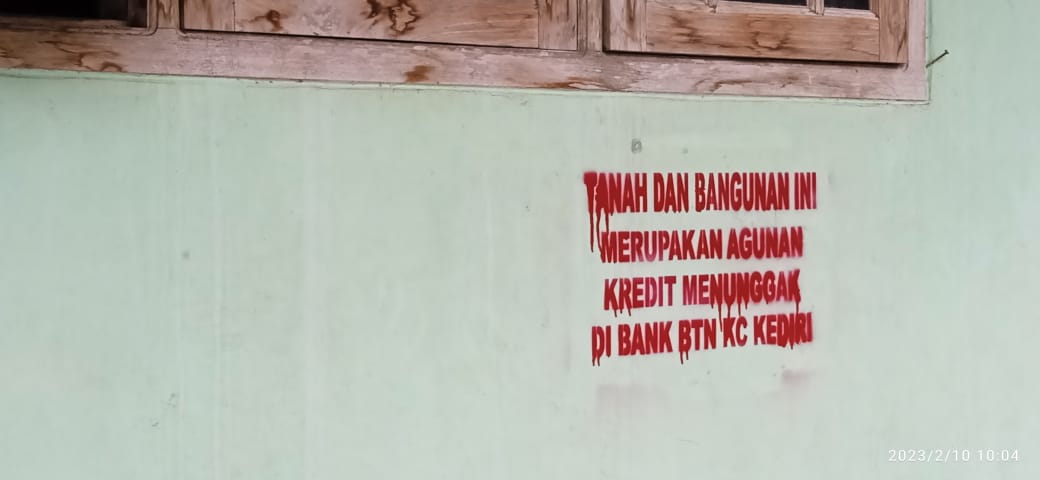 TANAH DAN BANGUNAN INI
MERUPAKAN AGUNAN
KREDIT MENUNGGAK
DI BANK BTN KC KEDIRI
2023/2/10 10:04